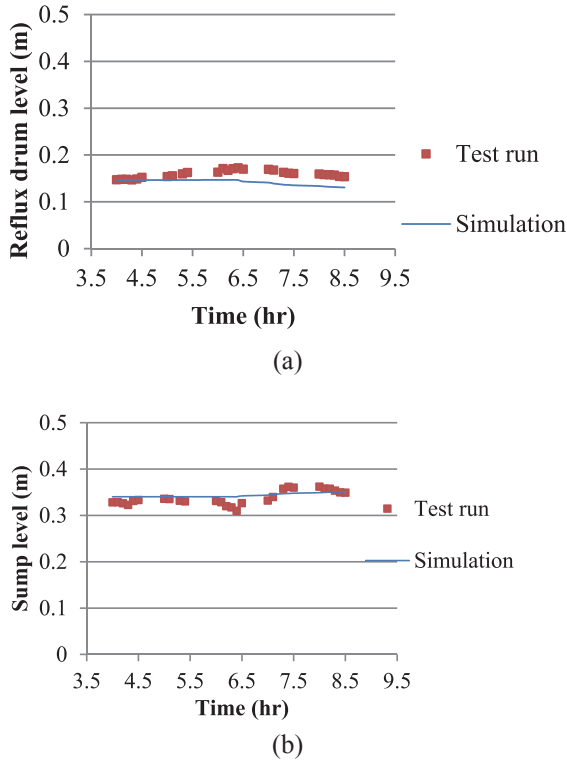 0.5
0.4
0.3
0.2
0.1
0
Reflux drum level (m)
3.5 4.5 5.5 6.5 7.5 8.5 9.5
Time (hr)
Test run
Simulation
(a)
0.5
0.4
0.3
0.2
0.1
0
Sump level (m)
3.5 4.5 5.5 6.5 7.5 8.5 9.5
Time (hr)
Test run
Simulation
(b)